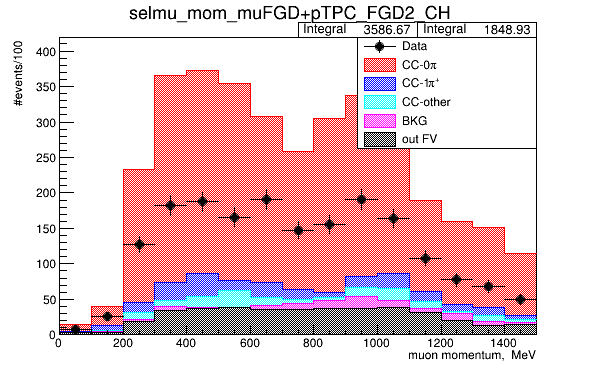 selmu_mom_muFGD+pTPC_FGD2_CH
Integral 3586.67 Integral 1848.93
#events/100
400
350
300
250
200
150
100
50
0
Data
CC-0π
CC-1π⁺
CC-other
BKG
out FV
0 200 400 600 800 1000 1200 1400
muon momentum, MeV